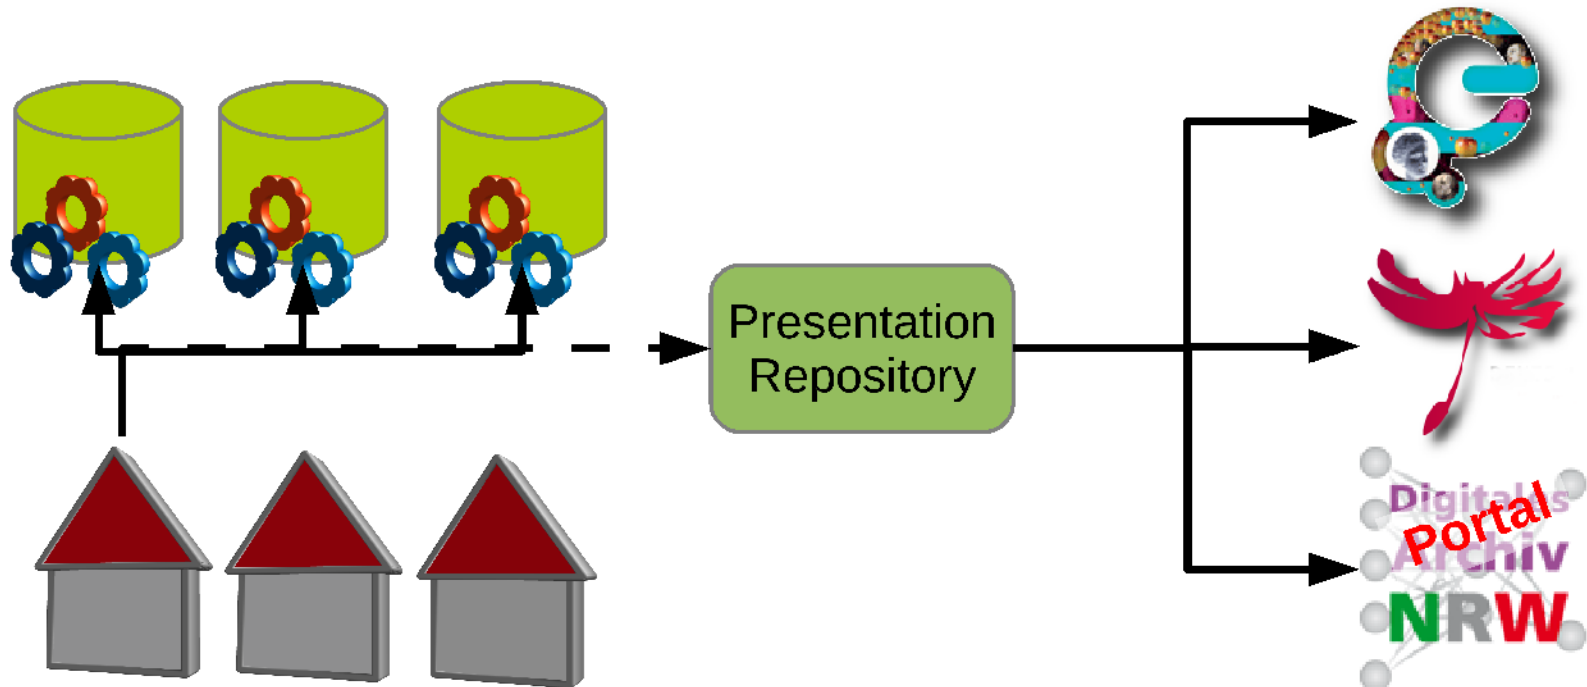 Presentation
Repository
Digitales
Portal
Archiv
NRW